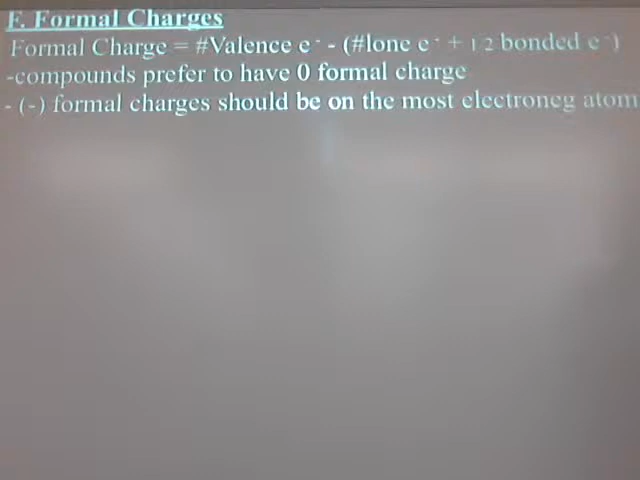 F. Formal Charges
Formal Charge = #Valence e⁻ - (#lone e⁻ + 1/2 bonded e⁻)
-compounds prefer to have 0 formal charge
- (-) formal charges should be on the most electroneg atom